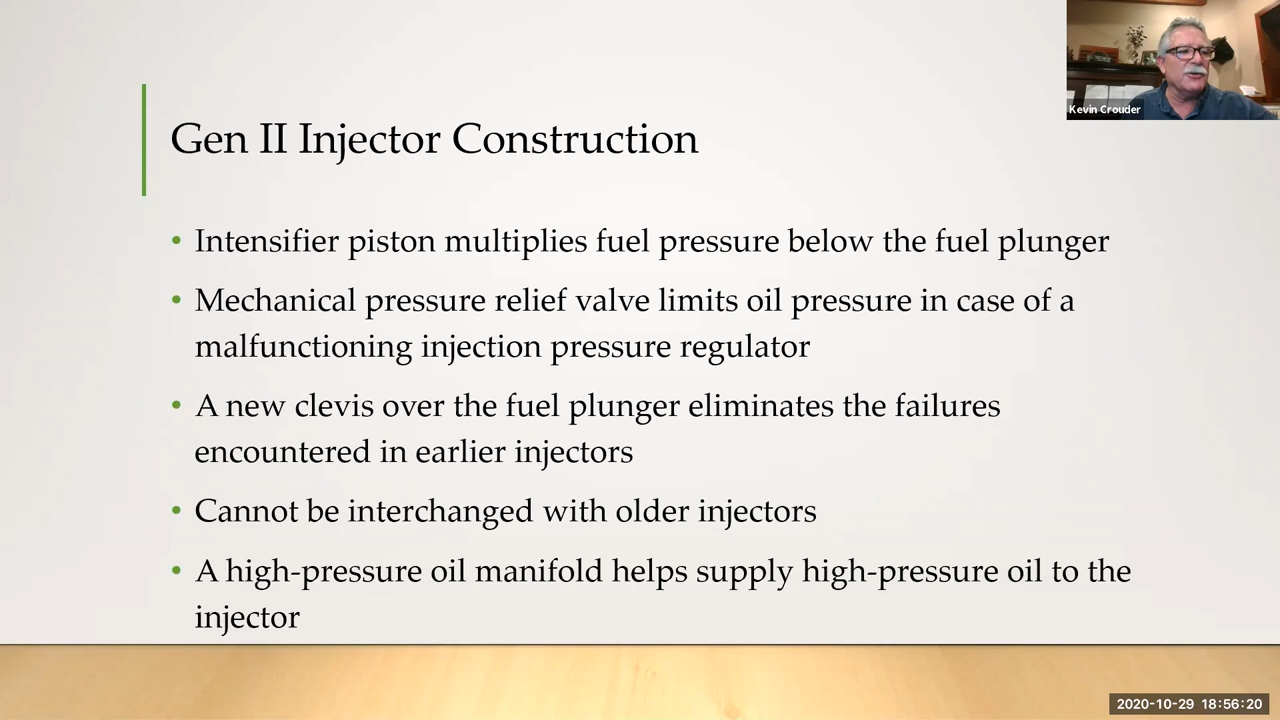 Kevin Crouder
Gen II Injector Construction
• Intensifier piston multiplies fuel pressure below the fuel plunger
• Mechanical pressure relief valve limits oil pressure in case of a
malfunctioning injection pressure regulator
• A new clevis over the fuel plunger eliminates the failures
encountered in earlier injectors
• Cannot be interchanged with older injectors
• A high-pressure oil manifold helps supply high-pressure oil to the
injector
2020-10-29 18:56:20